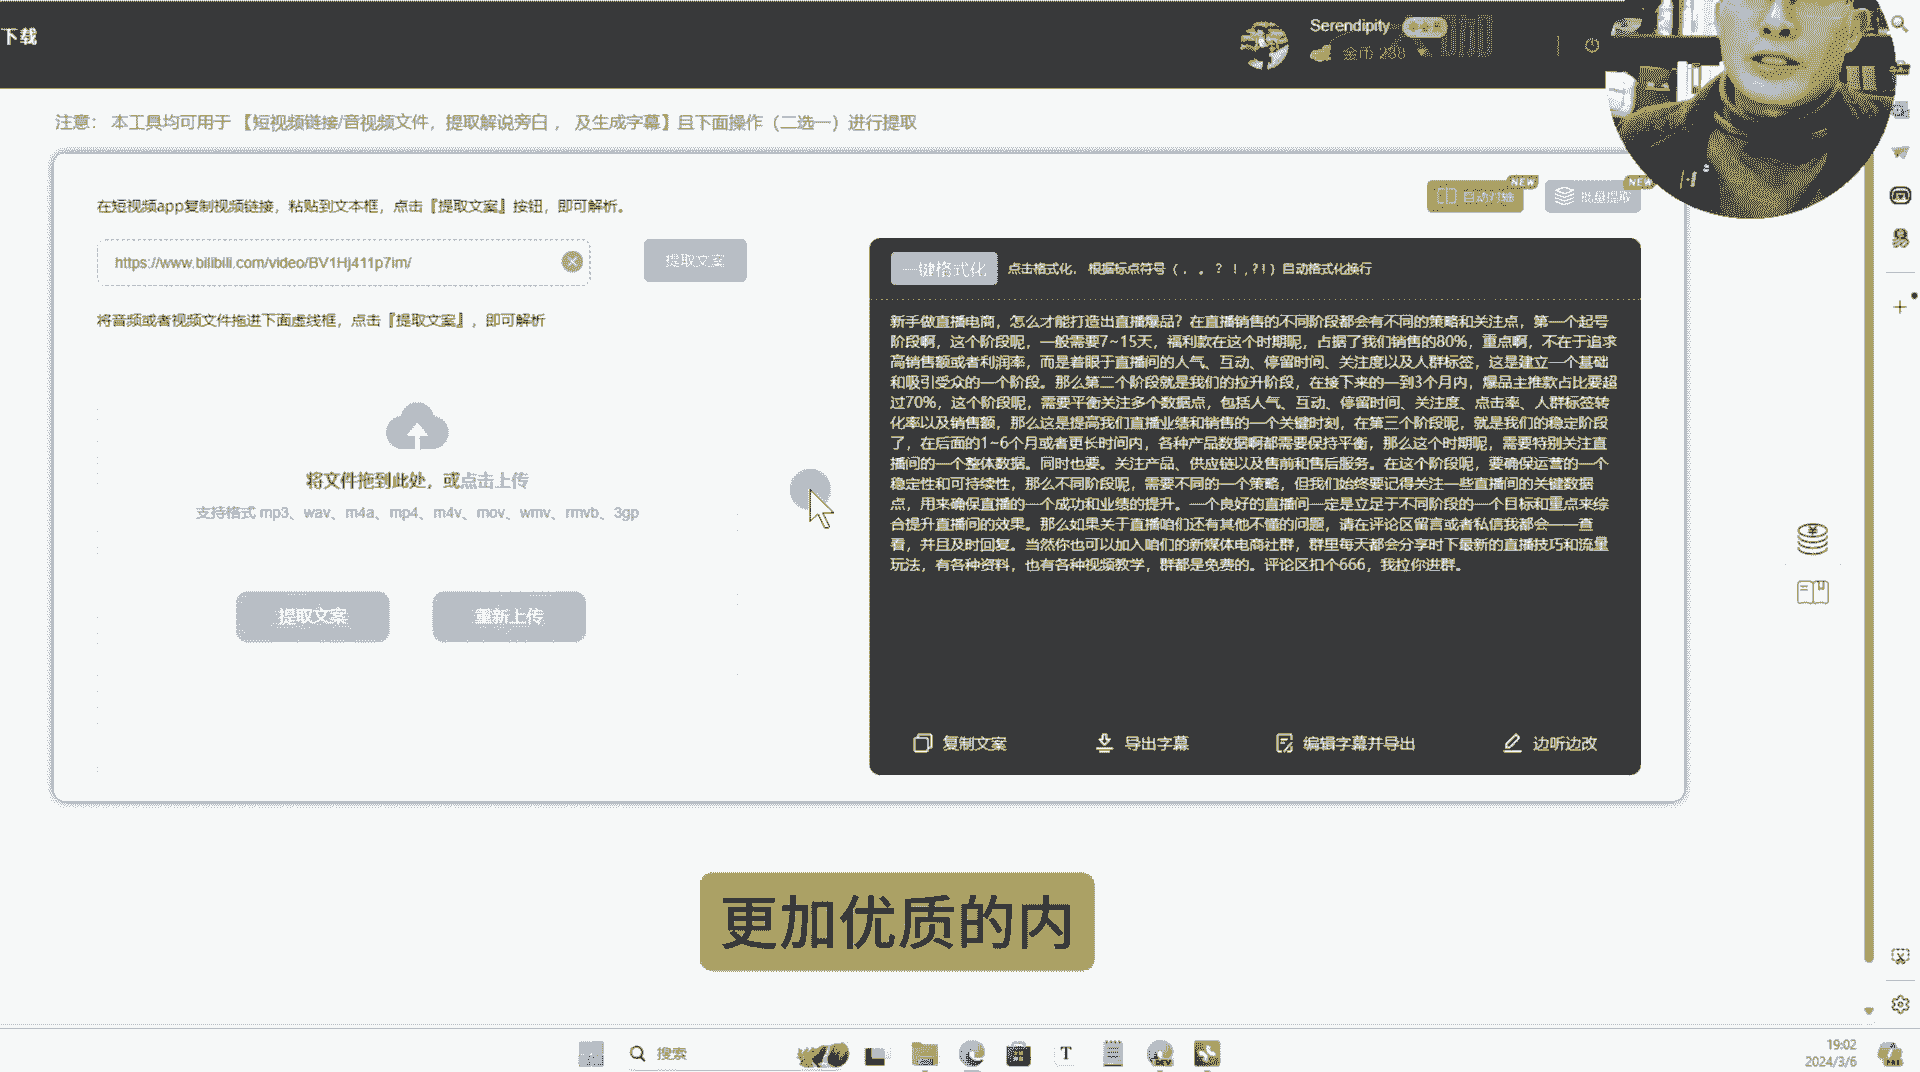 下载
Serendipity
金币 288
注意： 本工具均可用于 【短视频链接/音视频文件，提取解说旁白 ， 及生成字幕】且下面操作（二选一）进行提取
在短视频app复制视频链接，粘贴到文本框，点击『提取文案』按钮，即可解析。
NEW
NEW
批量提取
https://www.bilibili.com/video/BV1Hj411p7im/
提取文案
一键格式化
点击格式化， 根据标点符号（ . 。 ? ！,?!）自动格式化换行
将音频或者视频文件拖进下面虚线框，点击『提取文案』，即可解析
新手做直播电商，怎么才能打造出直播爆品？在直播销售的不同阶段都会有不同的策略和关注点，第一个起号
阶段啊，这个阶段呢，一般需要7~15天，福利款在这个时期呢，占据了我们销售的80%，重点啊，不在于追求
高销售额或者利润率，而是着眼于直播间的人气、互动、停留时间、关注度以及人群标签，这是建立一个基础
和吸引受众的一个阶段。那么第二个阶段就是我们的拉升阶段，在接下来的一到3个月内，爆品主推款占比要超
过70%，这个阶段呢，需要平衡关注多个数据点，包括人气、互动、停留时间、关注度、点击率、人群标签转
化率以及销售额，那么这是提高我们直播业绩和销售的一个关键时刻，在第三个阶段呢，就是我们的稳定阶段
了，在后面的1~6个月或者更长时间内，各种产品数据啊都需要保持平衡，那么这个时期呢，需要特别关注直
播间的一个整体数据。同时也要。关注产品、供应链以及售前和售后服务。在这个阶段呢，要确保运营的一个
稳定性和可持续性，那么不同阶段呢，需要不同的一个策略，但我们始终要记得关注一些直播间的关键数据
点，用来确保直播的一个成功和业绩的提升。一个良好的直播间一定是立足于不同阶段的一个目标和重点来综
合提升直播间的效果。那么如果关于直播咱们还有其他不懂的问题，请在评论区留言或者私信我都会一一查
看，并且及时回复。当然你也可以加入咱们的新媒体电商社群，群里每天都会分享时下最新的直播技巧和流量
玩法，有各种资料，也有各种视频教学，群都是免费的。评论区扣个666，我拉你进群。
将文件拖到此处，或点击上传
支持格式 mp3、wav、m4a、mp4、m4v、mov、wmv、rmvb、3gp
提取文案
重新上传
复制文案
导出字幕
编辑字幕并导出
边听边改
更加优质的内
搜索
19:02
2024/3/6